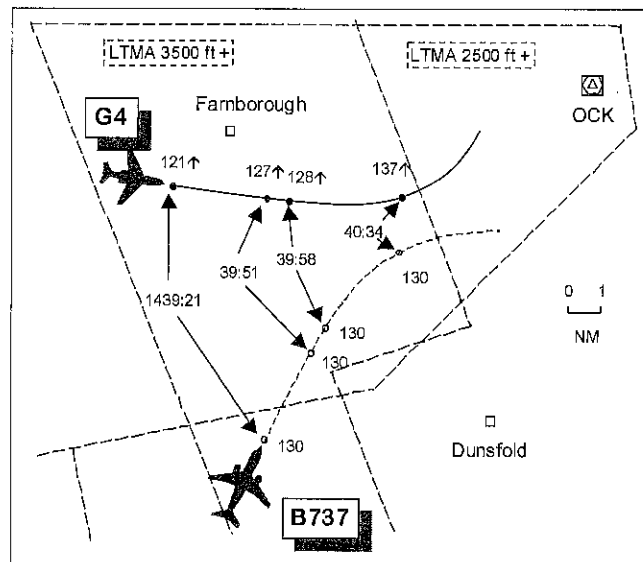 LTMA 3500 ft +
LTMA 2500 ft +
G4
Farnborough
OCK
121↑
127↑
128↑
137↑
40:34
39:51
39:58
130
1439:21
0 1
NM
130
130
130
Dunsfold
B737